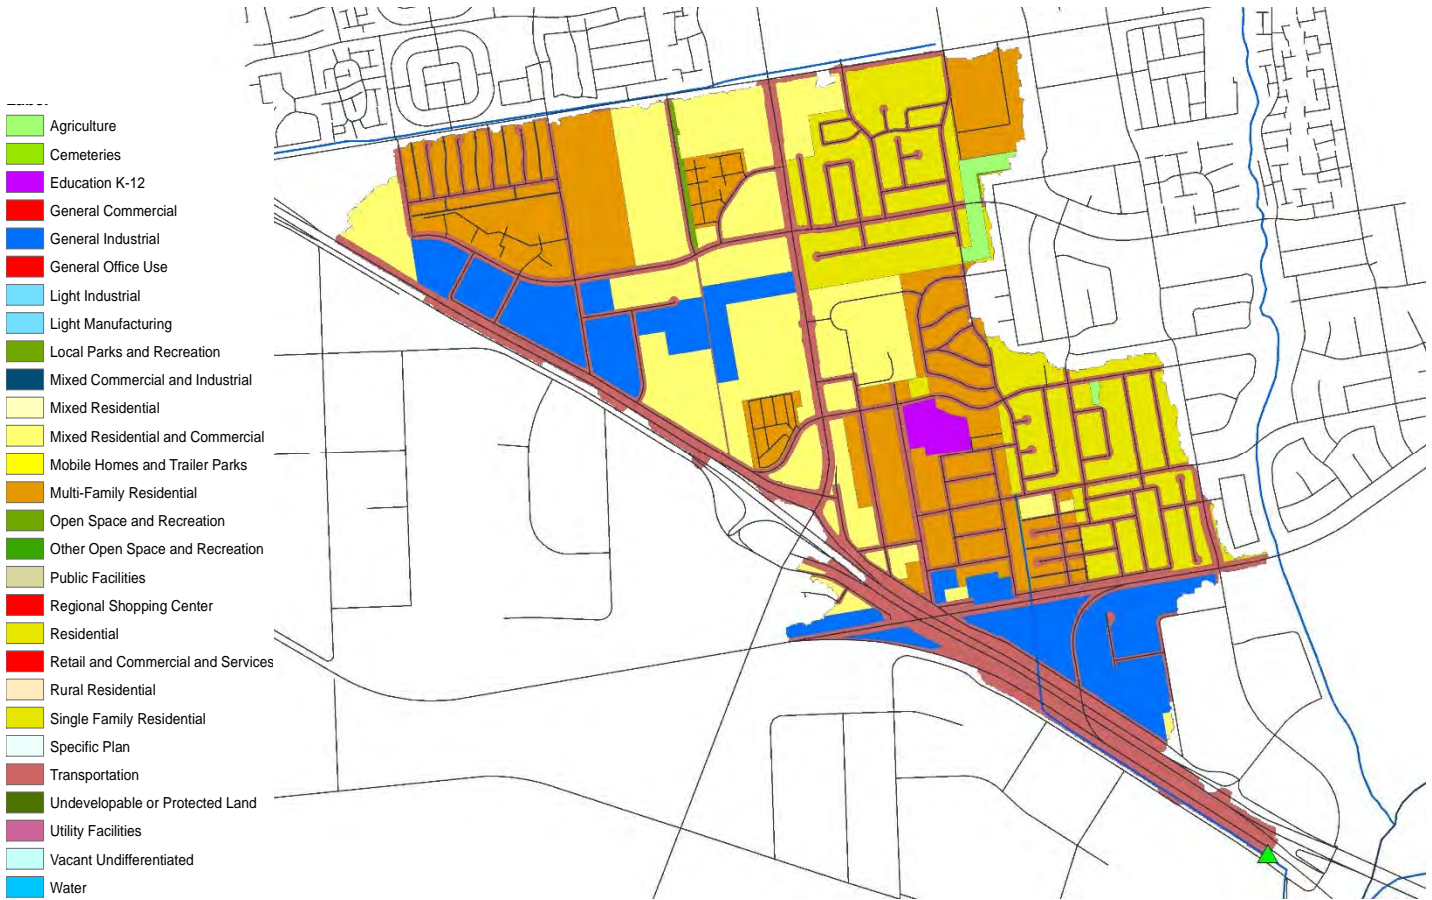 Agriculture
Cemeteries
Education K-12
General Commercial
General Industrial
General Office Use
Light Industrial
Light Manufacturing
Local Parks and Recreation
Mixed Commercial and Industrial
Mixed Residential
Mixed Residential and Commercial
Mobile Homes and Trailer Parks
Multi-Family Residential
Open Space and Recreation
Other Open Space and Recreation
Public Facilities
Regional Shopping Center
Residential
Retail and Commercial and Services
Rural Residential
Single Family Residential
Specific Plan
Transportation
Undevelopable or Protected Land
Utility Facilities
Vacant Undifferentiated
Water